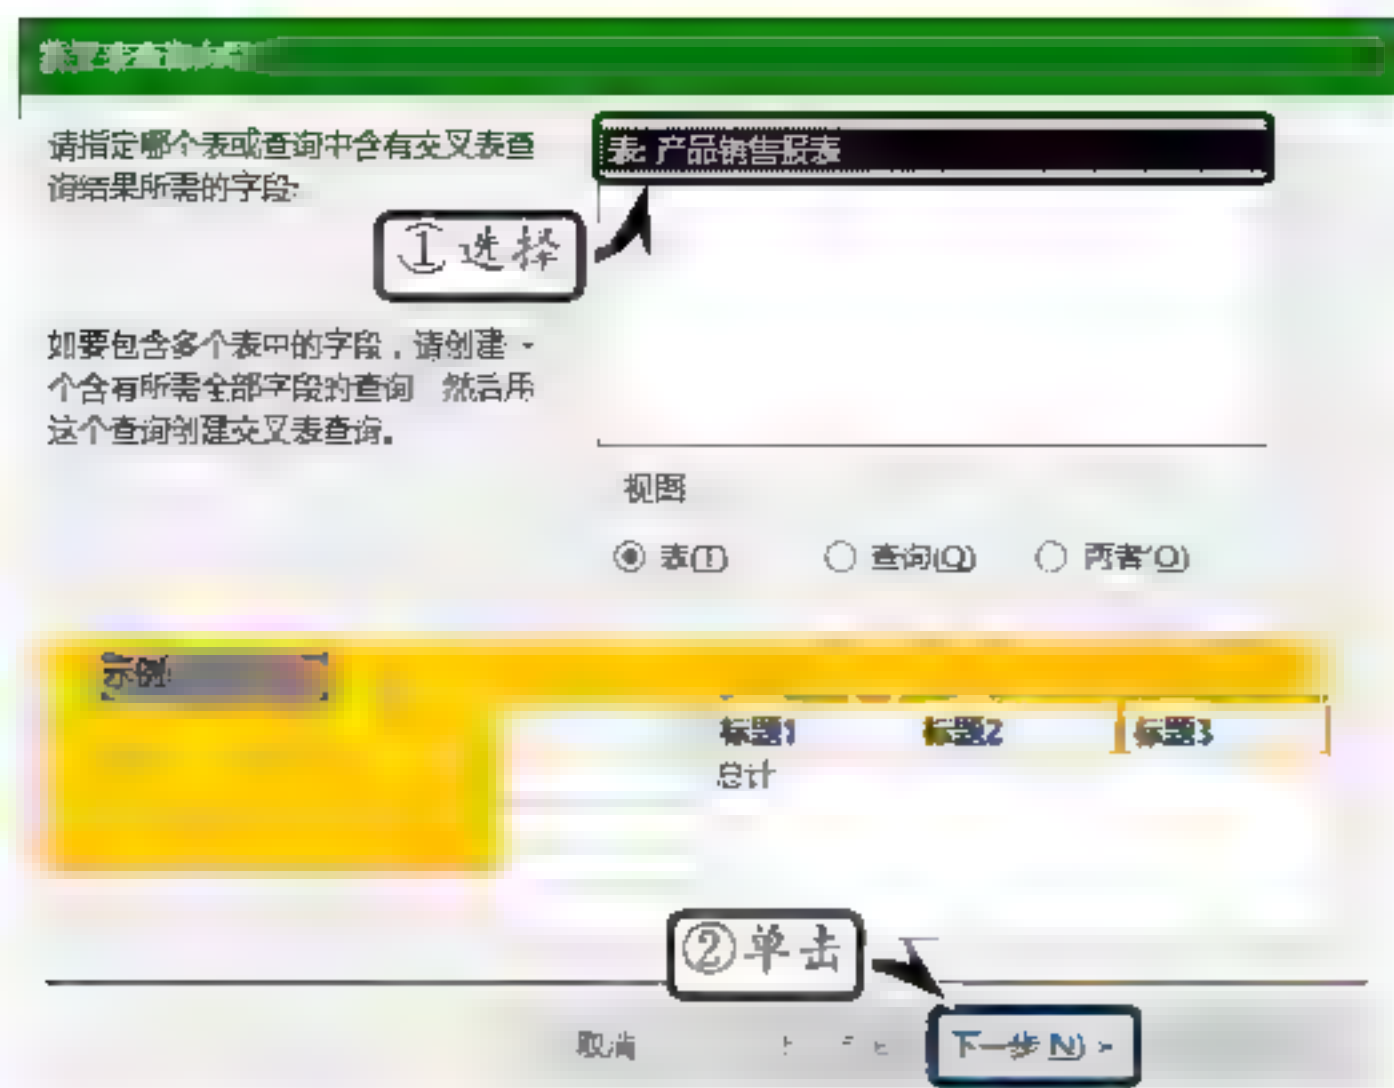 请指定哪个表或查询中含有交叉表查
询结果所需的字段:
表: 产品销售报表
①选择
如要包含多个表中的字段，请创建一
个含有所需全部字段的查询 然后用
这个查询创建交叉表查询。
视图
表(T) 查询(Q) 两者(O)
示例:
标题1 标题2 标题3
总计
②单击
取消 下一步(N) >